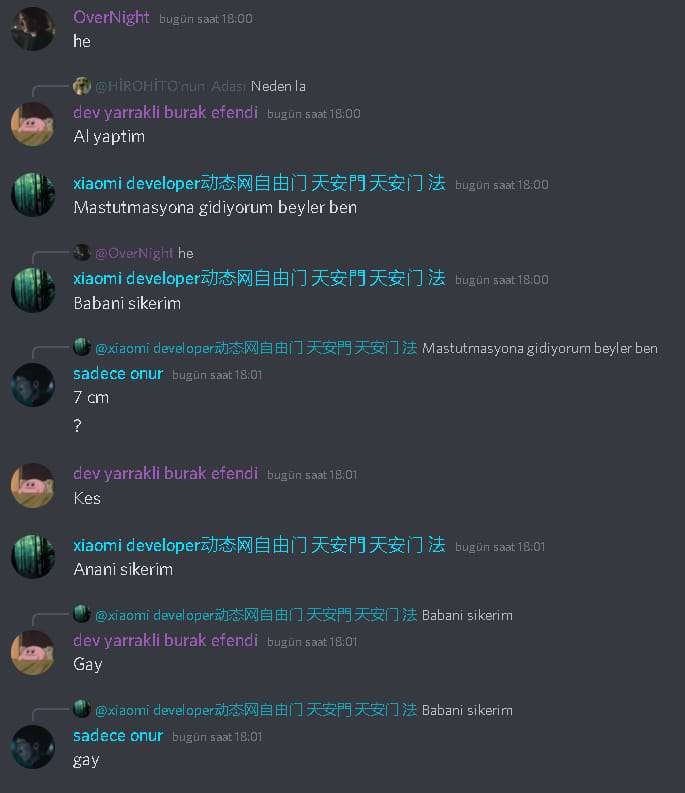 OverNight bugün saat 18:00
he
@HİROHİTO'nun Adası Neden la
dev yarrakli burak efendi bugün saat 18:00
Al yaptim
xiaomi developer动态网自由门 天安門 天安门 法 bugün saat 18:00
Mastutmasyona gidiyorum beyler ben
@OverNight he
xiaomi developer动态网自由门 天安門 天安门 法 bugün saat 18:00
Babani sikerim
@xiaomi developer动态网自由门 天安門 天安门 法 Mastutmasyona gidiyorum beyler ben
sadece onur bugün saat 18:01
7 cm
?
dev yarrakli burak efendi bugün saat 18:01
Kes
xiaomi developer动态网自由门 天安門 天安门 法 bugün saat 18:01
Anani sikerim
@xiaomi developer动态网自由门 天安門 天安门 法 Babani sikerim
dev yarrakli burak efendi bugün saat 18:01
Gay
@xiaomi developer动态网自由门 天安門 天安门 法 Babani sikerim
sadece onur bugün saat 18:01
gay